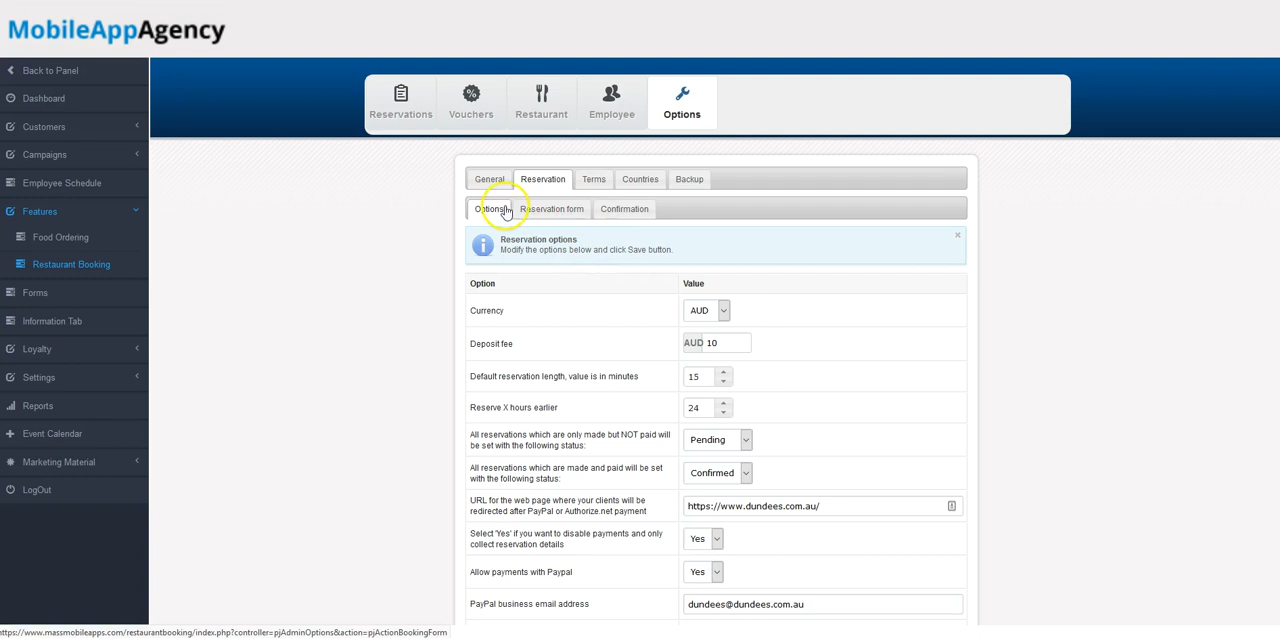 MobileAppAgency
Back to Panel
Dashboard
Customers
Campaigns
Employee Schedule
Features
Food Ordering
Restaurant Booking
Forms
Information Tab
Loyalty
Settings
Reports
Event Calendar
Marketing Material
LogOut
Reservations Vouchers Restaurant Employee Options
General Reservation Terms Countries Backup
Options Reservation form Confirmation
Reservation options
Modify the options below and click Save button.
Option Value
Currency AUD
Deposit fee AUD 10
Default reservation length, value is in minutes 15
Reserve X hours earlier 24
All reservations which are only made but NOT paid will
be set with the following status: Pending
All reservations which are made and paid will be set
with the following status: Confirmed
URL for the web page where your clients will be
redirected after PayPal or Authorize.net payment https://www.dundees.com.au/
Select 'Yes' if you want to disable payments and only
collect reservation details Yes
Allow payments with Paypal Yes
PayPal business email address dundees@dundees.com.au
https://www.massmobileapps.com/restaurantbooking/index.php?controller=pjAdminOptions&action=pjActionBookingForm